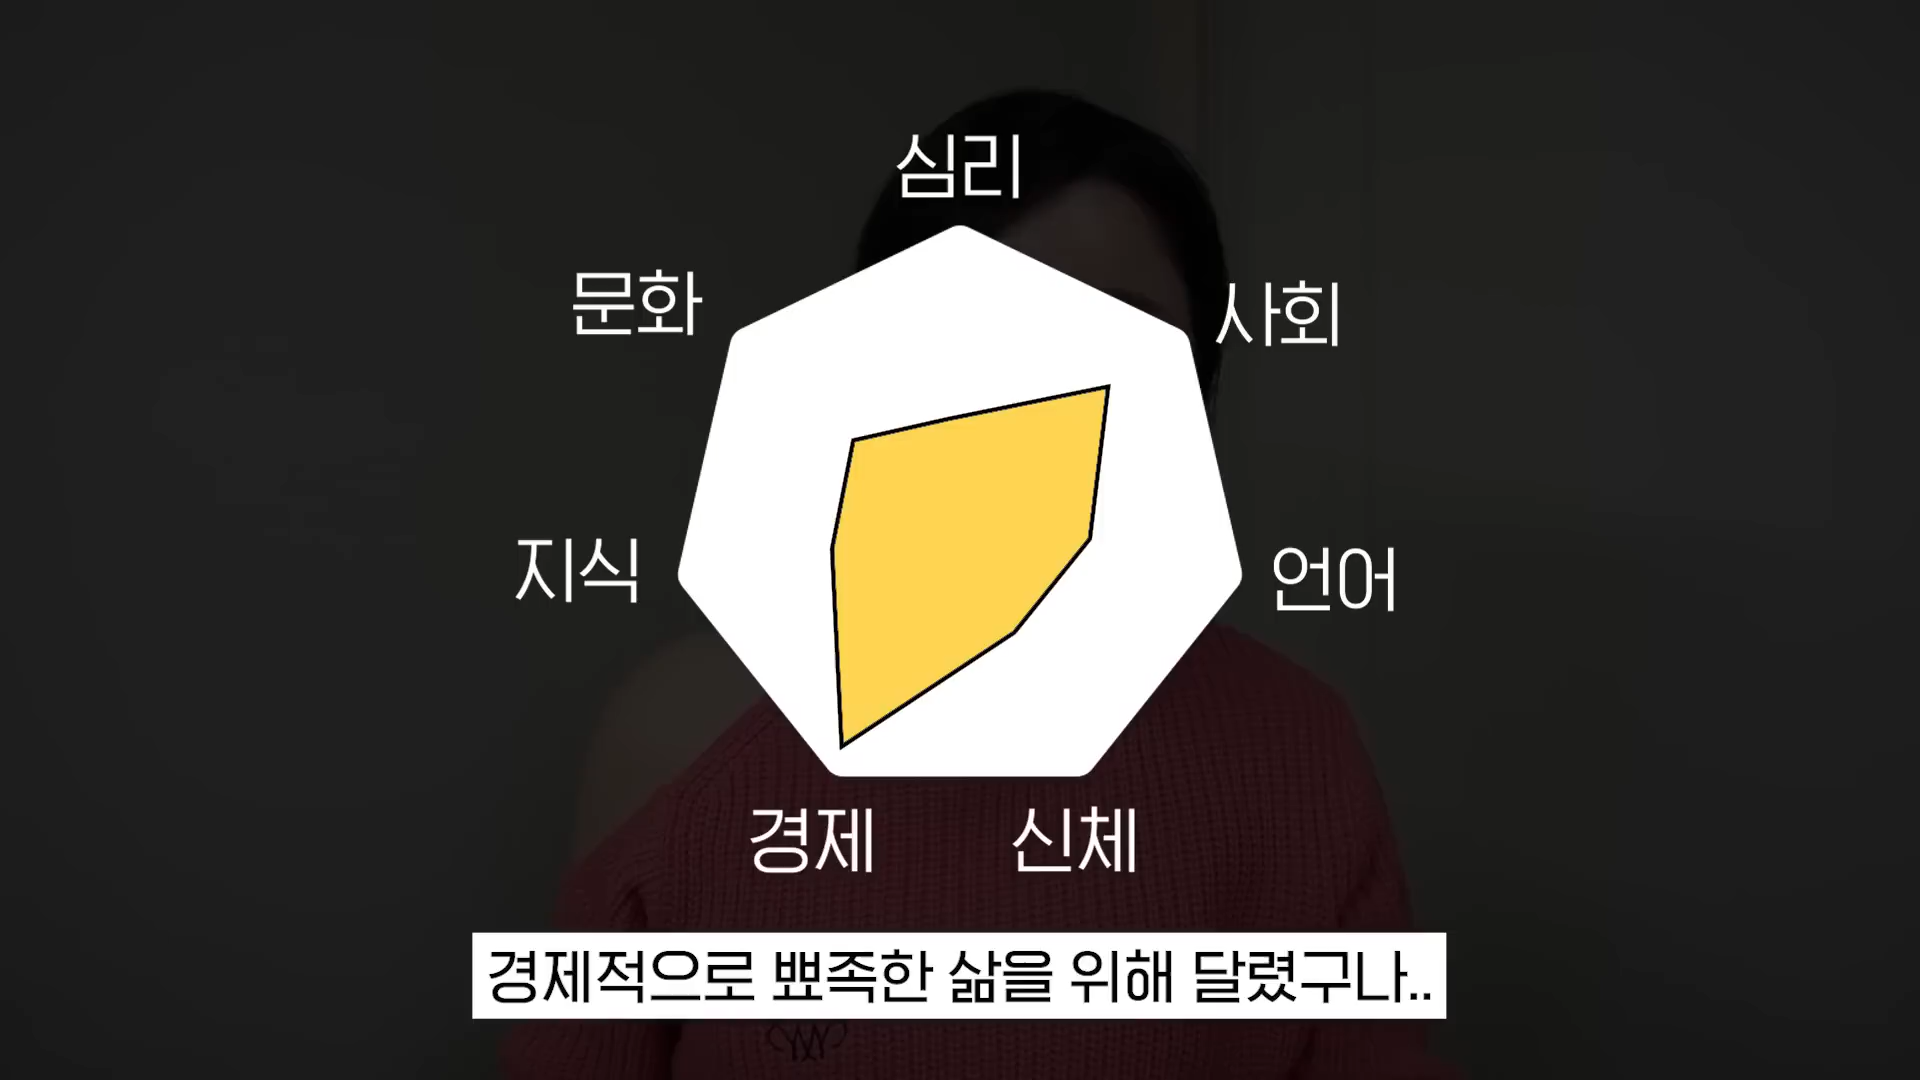 심리
문화
사회
지식
언어
경제
신체
경제적으로 뾰족한 삶을 위해 달렸구나..